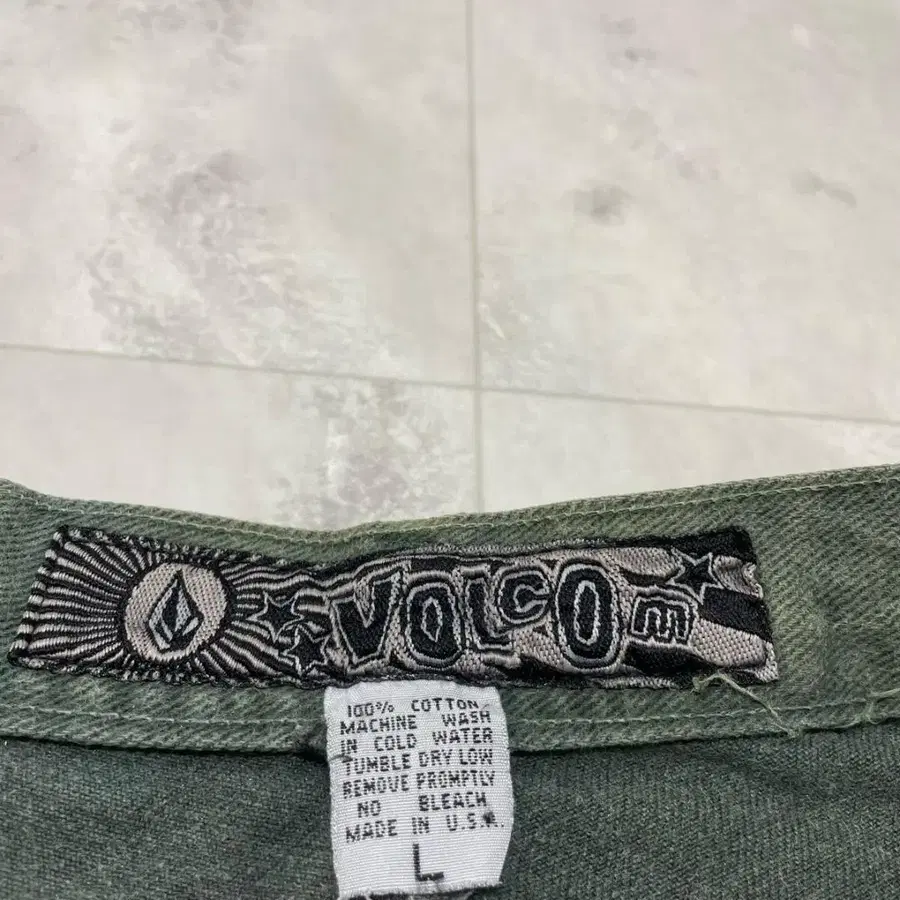 VOLCOM
100% COTTON
MACHINE WASH
IN COLD WATER
TUMBLE DRY LOW
REMOVE PROMPTLY
NO BLEACH
MADE IN U.S.A.
L